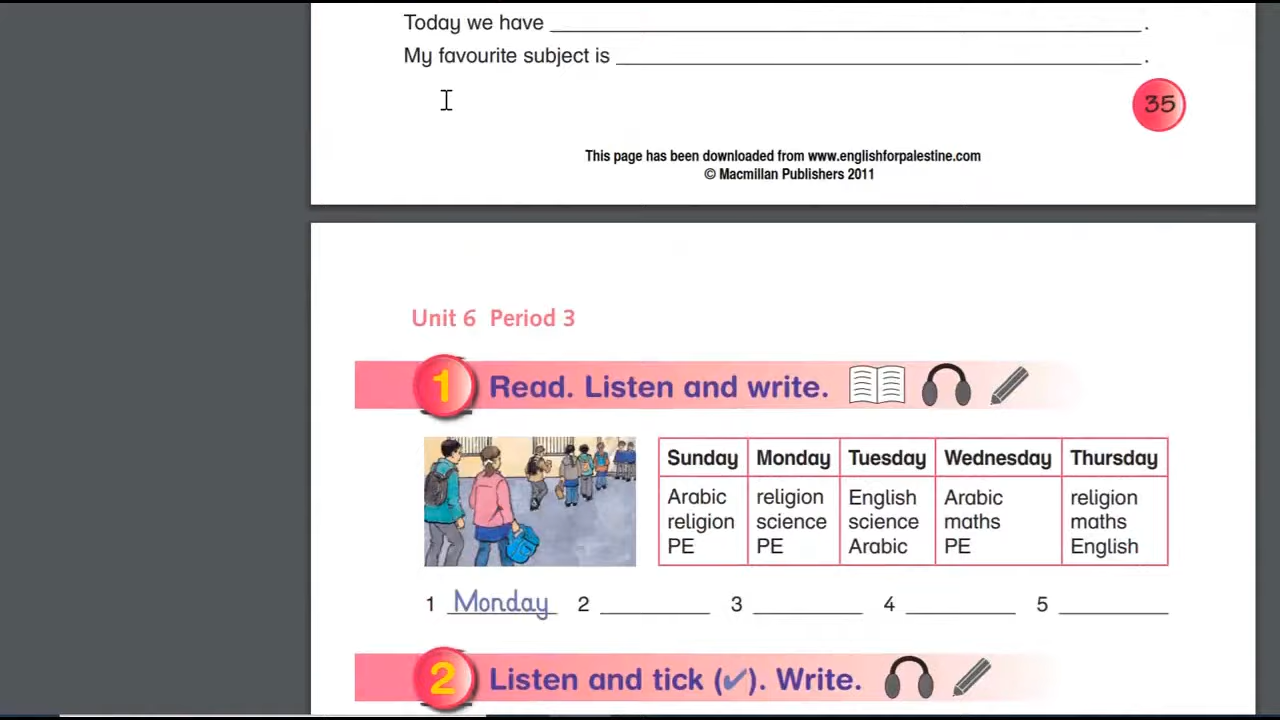 Today we have ______________________________.
My favourite subject is ______________________________.
35
This page has been downloaded from www.englishforpalestine.com
© Macmillan Publishers 2011
Unit 6 Period 3
1 Read. Listen and write.
Sunday Monday Tuesday Wednesday Thursday
Arabic religion English Arabic religion
religion science science maths maths
PE PE Arabic PE English
1 Monday 2 ________ 3 ________ 4 ________ 5 ________
2 Listen and tick (✔). Write.